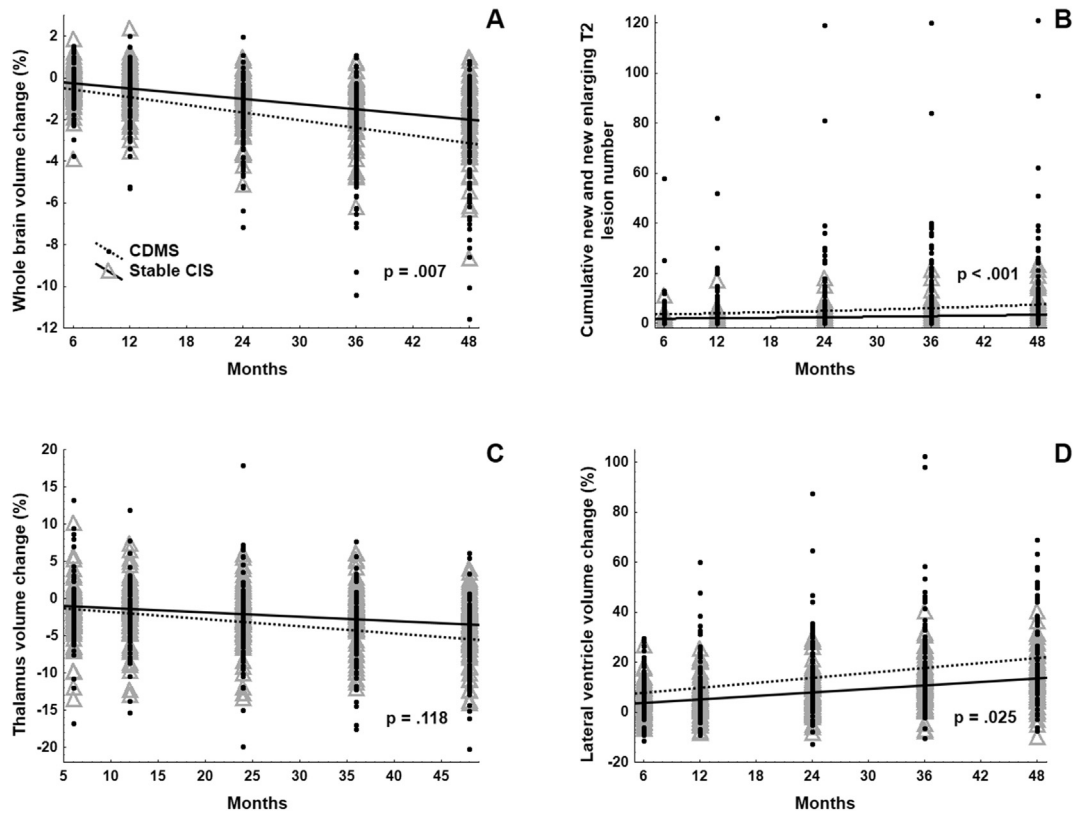 A
Whole brain volume change (%)
2
0
-2
-4
-6
-8
-10
-12
CDMS
Stable CIS
p = .007
6 12 18 24 30 36 42 48
Months
B
Cumulative new and new enlarging T2
lesion number
120
100
80
60
40
20
0
p < .001
6 12 18 24 30 36 42 48
Months
C
Thalamus volume change (%)
20
15
10
5
0
-5
-10
-15
-20
p = .118
5 10 15 20 25 30 35 40 45
Months
D
Lateral ventricle volume change (%)
100
80
60
40
20
0
-20
p = .025
6 12 18 24 30 36 42 48
Months